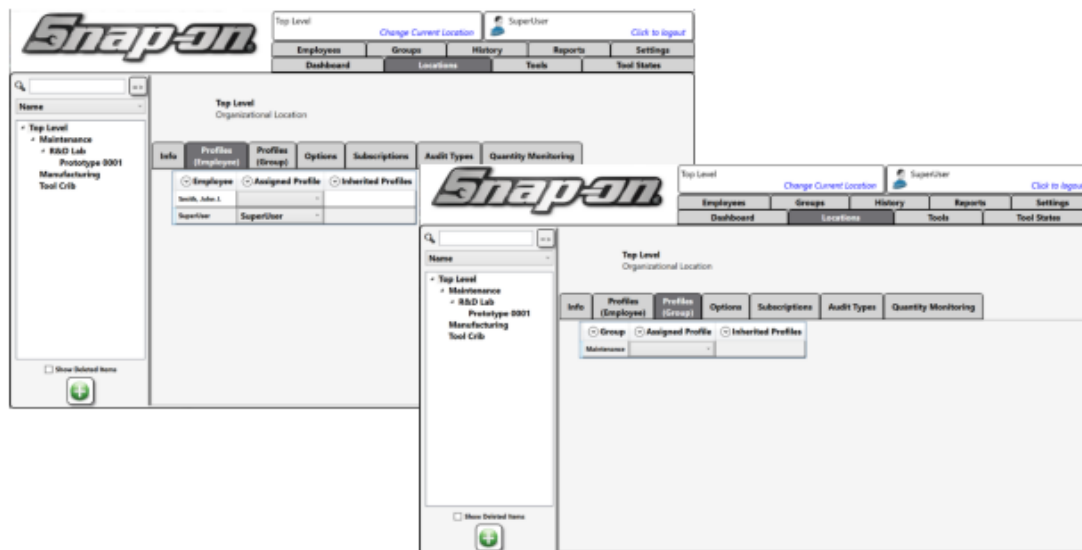 Snap-on
Top Level
Change Current Location
SuperUser
Click to logout
Employees Groups History Reports Settings
Dashboard Locations Tools Tool States
Name
Top Level
Organizational Location
Top Level
Maintenance
R&D Lab
Prototype 0001
Manufacturing
Tool Crib
Info Profiles (Employee) Profiles (Group) Options Subscriptions Audit Types Quantity Monitoring
Employee Assigned Profile Inherited Profiles
Smith, John J.
SuperUser SuperUser
Show Deleted Items
Snap-on
Top Level
Change Current Location
SuperUser
Click to logout
Employees Groups History Reports Settings
Dashboard Locations Tools Tool States
Name
Top Level
Organizational Location
Top Level
Maintenance
R&D Lab
Prototype 0001
Manufacturing
Tool Crib
Info Profiles (Employee) Profiles (Group) Options Subscriptions Audit Types Quantity Monitoring
Group Assigned Profile Inherited Profiles
Maintenance
Show Deleted Items